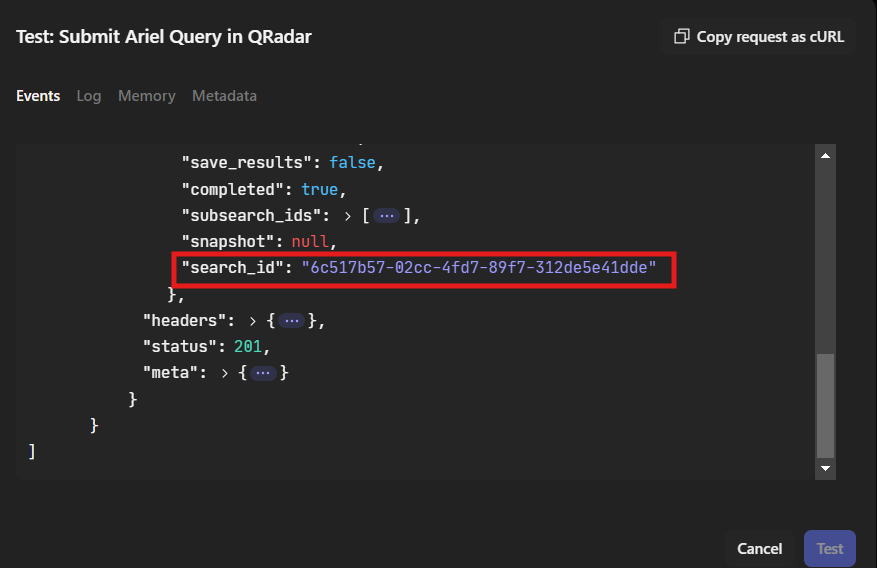 Test: Submit Ariel Query in QRadar
Copy request as cURL
Events Log Memory Metadata
"save_results": false,
"completed": true,
"subsearch_ids": > [ ··· ],
"snapshot": null,
"search_id": "6c517b57-02cc-4fd7-89f7-312de5e41dde"
},
"headers": > { ··· },
"status": 201,
"meta": > { ··· }
}
}
]
Cancel Test